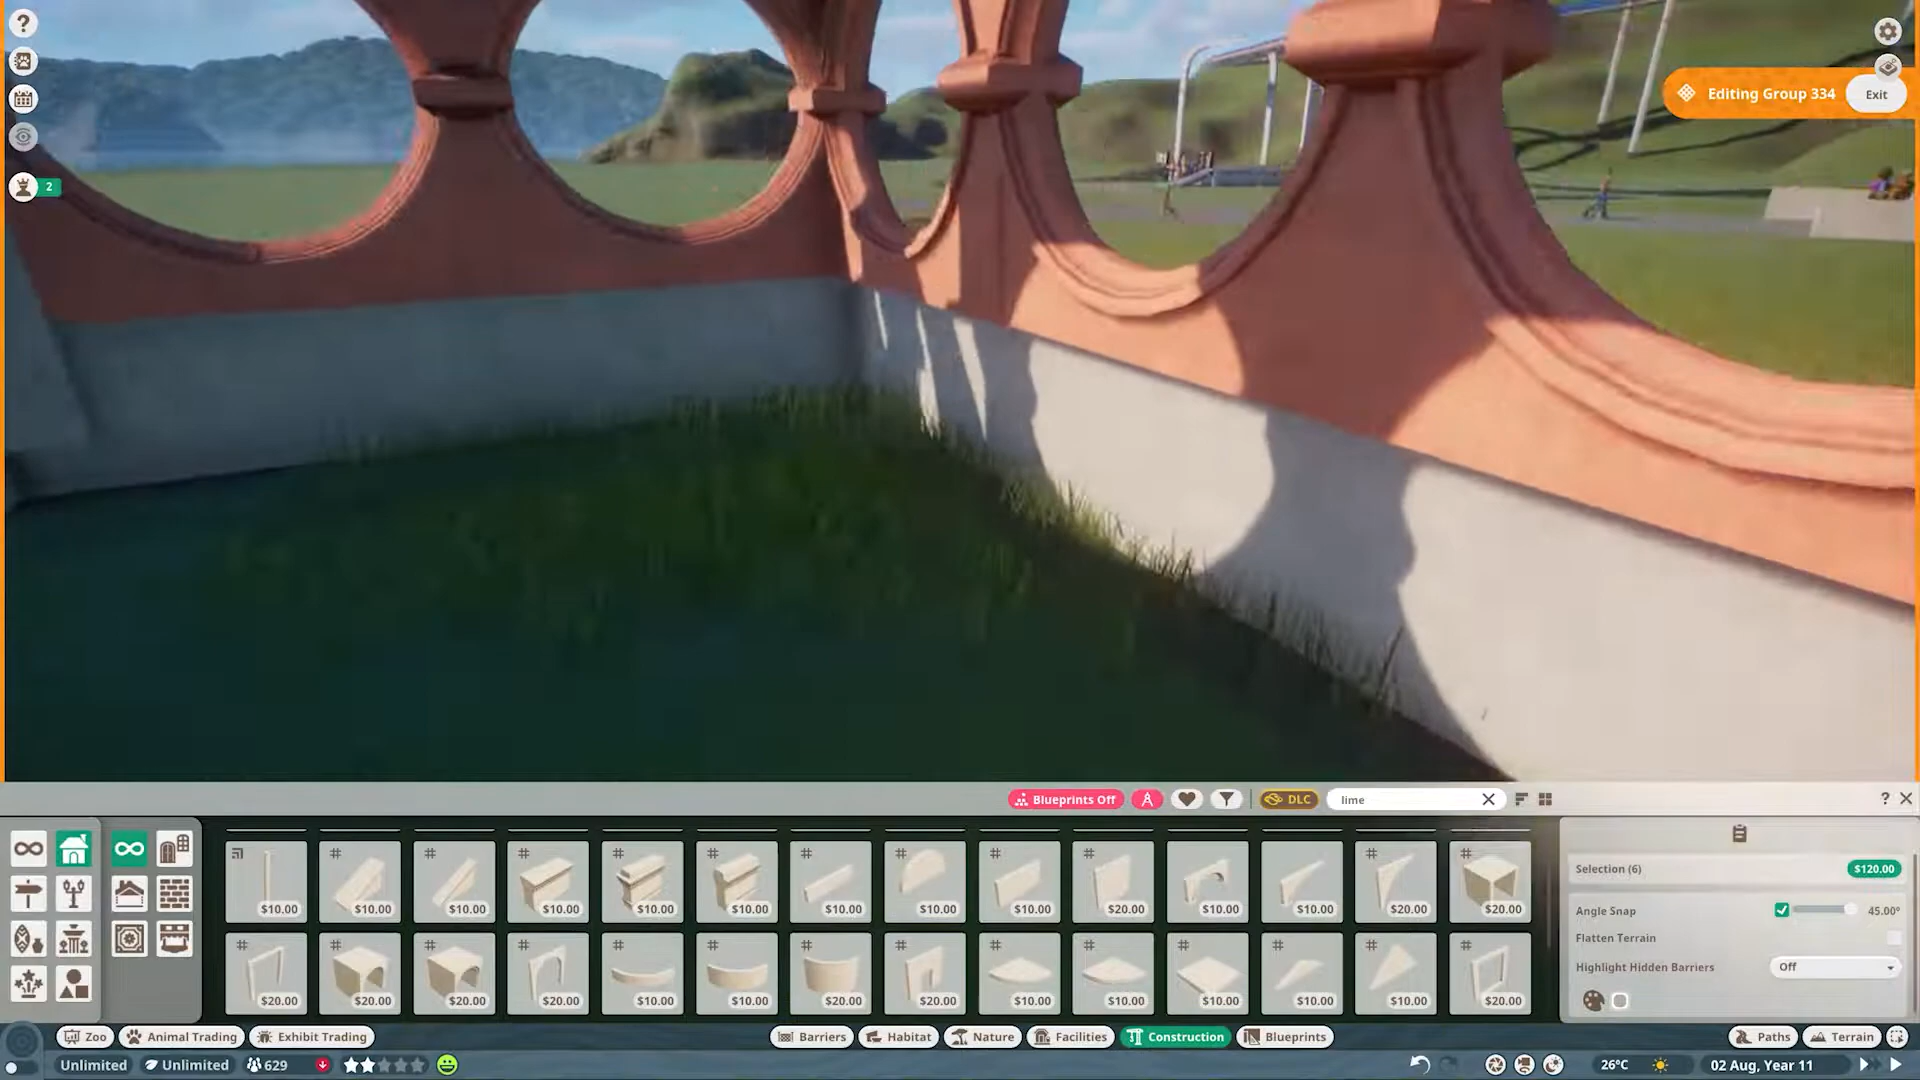 ?
2
Editing Group 334
Exit
Blueprints Off
DLC
lime
?
$10.00 $10.00 $10.00 $10.00 $10.00 $10.00 $10.00 $10.00 $10.00 $20.00 $10.00 $10.00 $20.00 $20.00
$20.00 $20.00 $20.00 $20.00 $10.00 $10.00 $20.00 $20.00 $10.00 $10.00 $10.00 $10.00 $10.00 $20.00
Selection (6) $120.00
Angle Snap 45.00°
Flatten Terrain
Highlight Hidden Barriers Off
Zoo Animal Trading Exhibit Trading Barriers Habitat Nature Facilities Construction Blueprints Paths Terrain
Unlimited Unlimited 629 26°C 02 Aug, Year 11